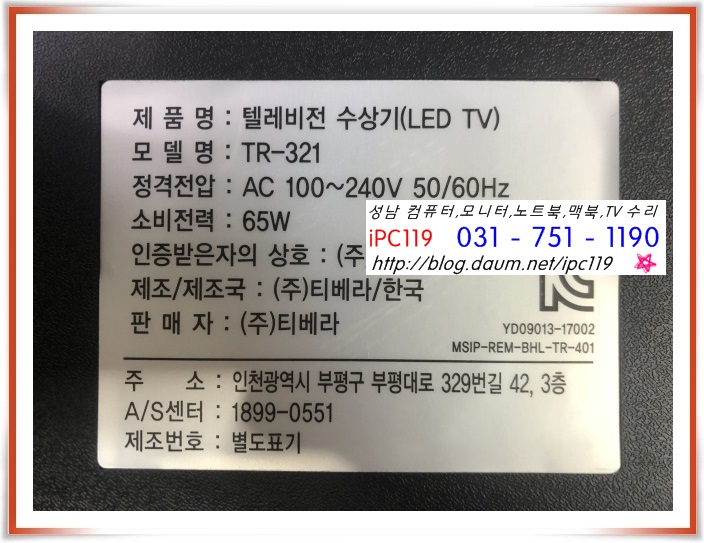 제 품 명 : 텔레비전 수상기(LED TV)
모 델 명 : TR-321
정격전압 : AC 100~240V 50/60Hz
소비전력 : 65W
성남 컴퓨터,모니터,노트북,맥북,TV 수리
iPC119 031 - 751 - 1190
http://blog.daum.net/ipc119
인증받은자의 상호 : (주
제조/제조국 : (주)티베라/한국
판 매 자 : (주)티베라
YD09013-17002
MSIP-REM-BHL-TR-401
주 소 : 인천광역시 부평구 부평대로 329번길 42, 3층
A/S센터 : 1899-0551
제조번호 : 별도표기